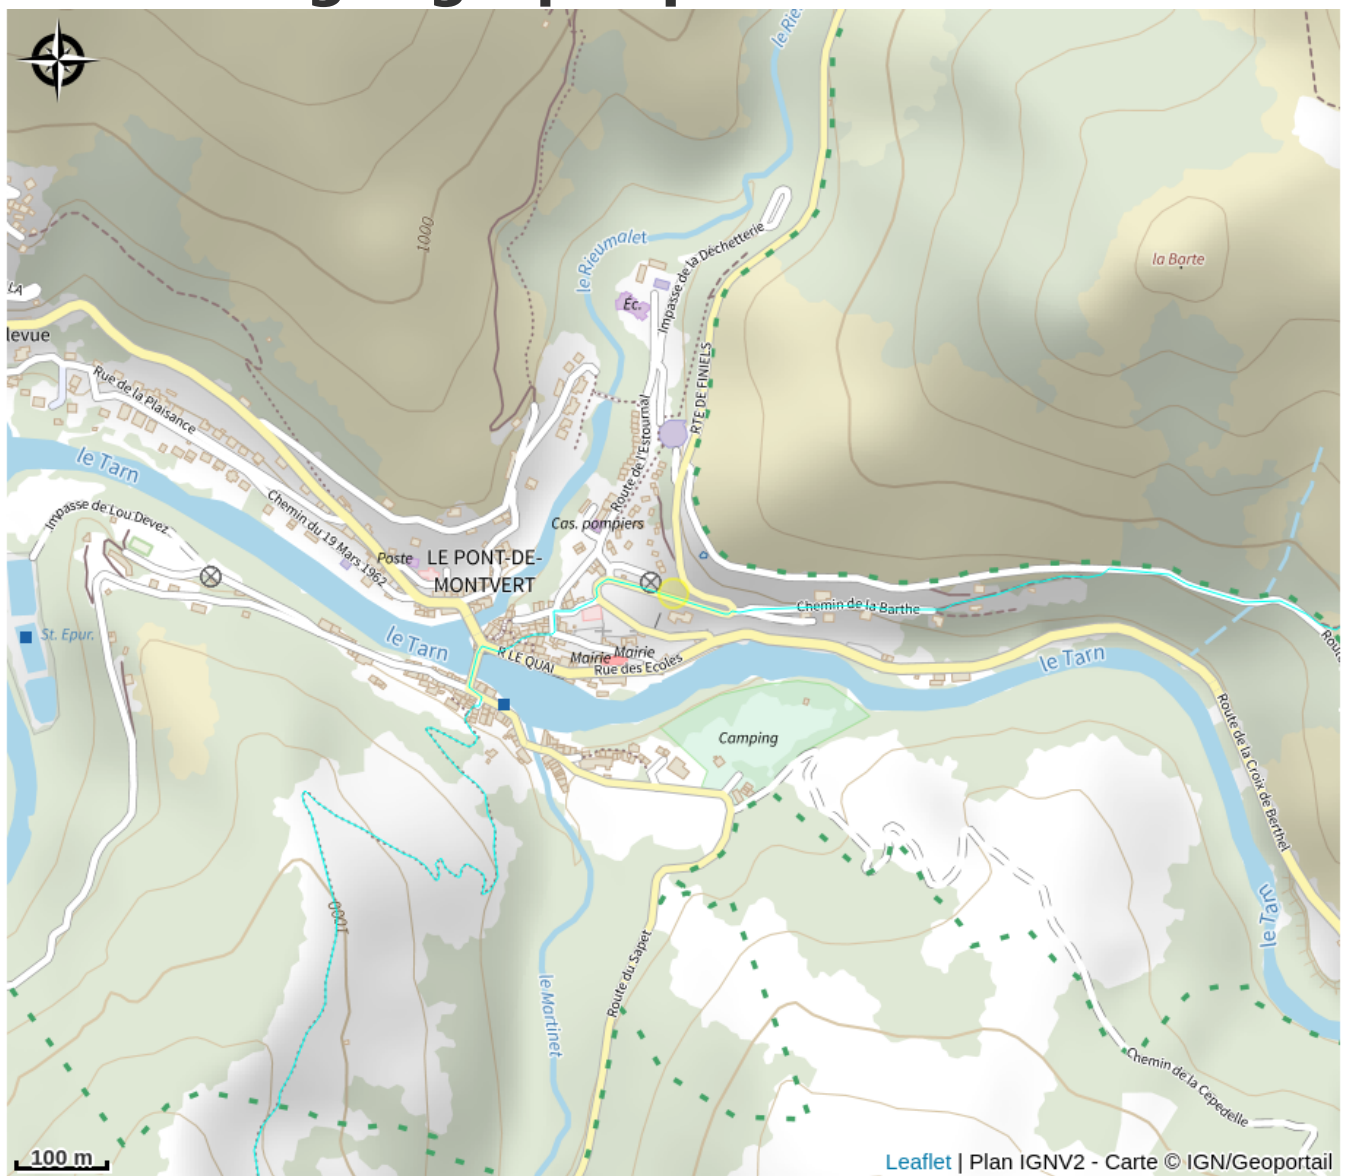 le Rieumalet
Impasse de la Déchetterie
la Barte
1000
Éc.
LA
levue
RTE DE FINIELS
Rue de la Plaisance
Route de l'Estournal
le Tarn
Impasse de Lou Devez
Chemin du 19 Mars 1962
Cas. pompiers
Poste
LE PONT-DE-
MONTVERT
Chemin de la Barthe
St. Epur.
le Tarn
R LE QUAI
Mairie
Mairie
Rue des Ecoles
le Tarn
Camping
Route de la Croix de Berthel
1000
le Tarn
Route du Sapet
le Martinet
Chemin de la Cépedelle
100 m
Leaflet | Plan IGNV2 - Carte © IGN/Geoportail